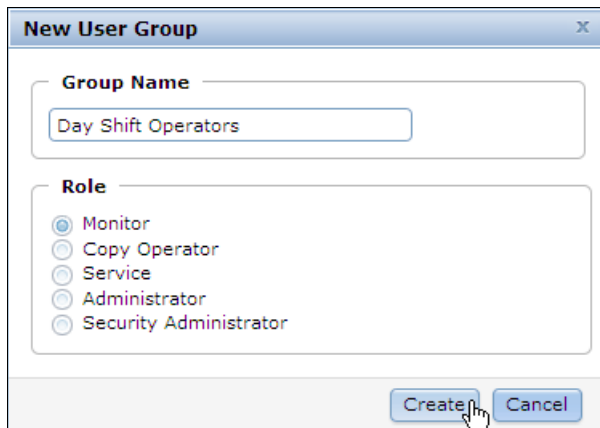 New User Group x
Group Name
Day Shift Operators
Role
Monitor
Copy Operator
Service
Administrator
Security Administrator
Create Cancel